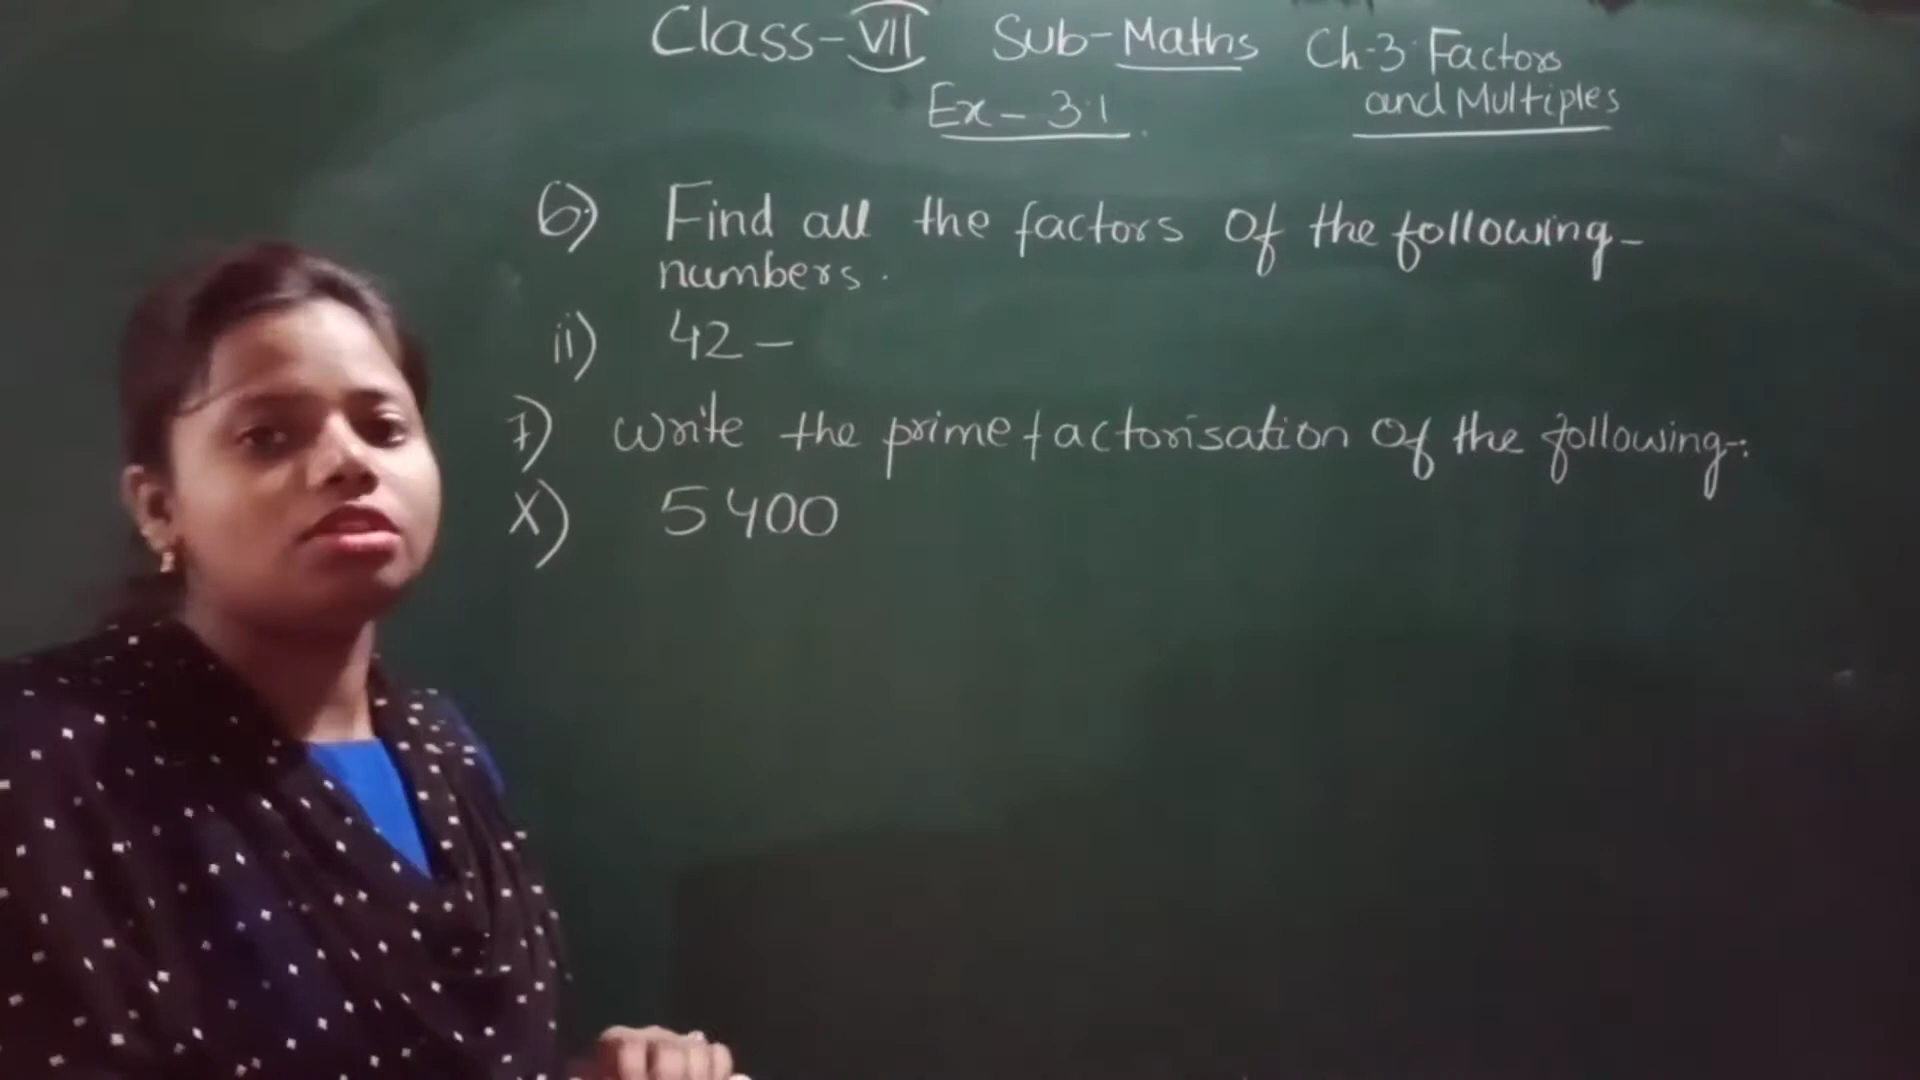 Class-VII Sub-Maths Ch-3 Factors
and Multiples
Ex-3.1
6) Find all the factors of the following-
numbers.
ii) 42-
7) Write the prime factorisation of the following-:
X) 5400